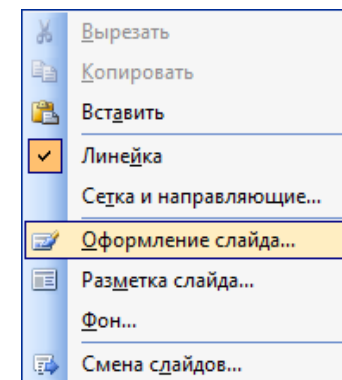 Вырезать
Копировать
Вставить
Линейка
Сетка и направляющие...
Оформление слайда...
Разметка слайда...
Фон...
Смена слайдов...